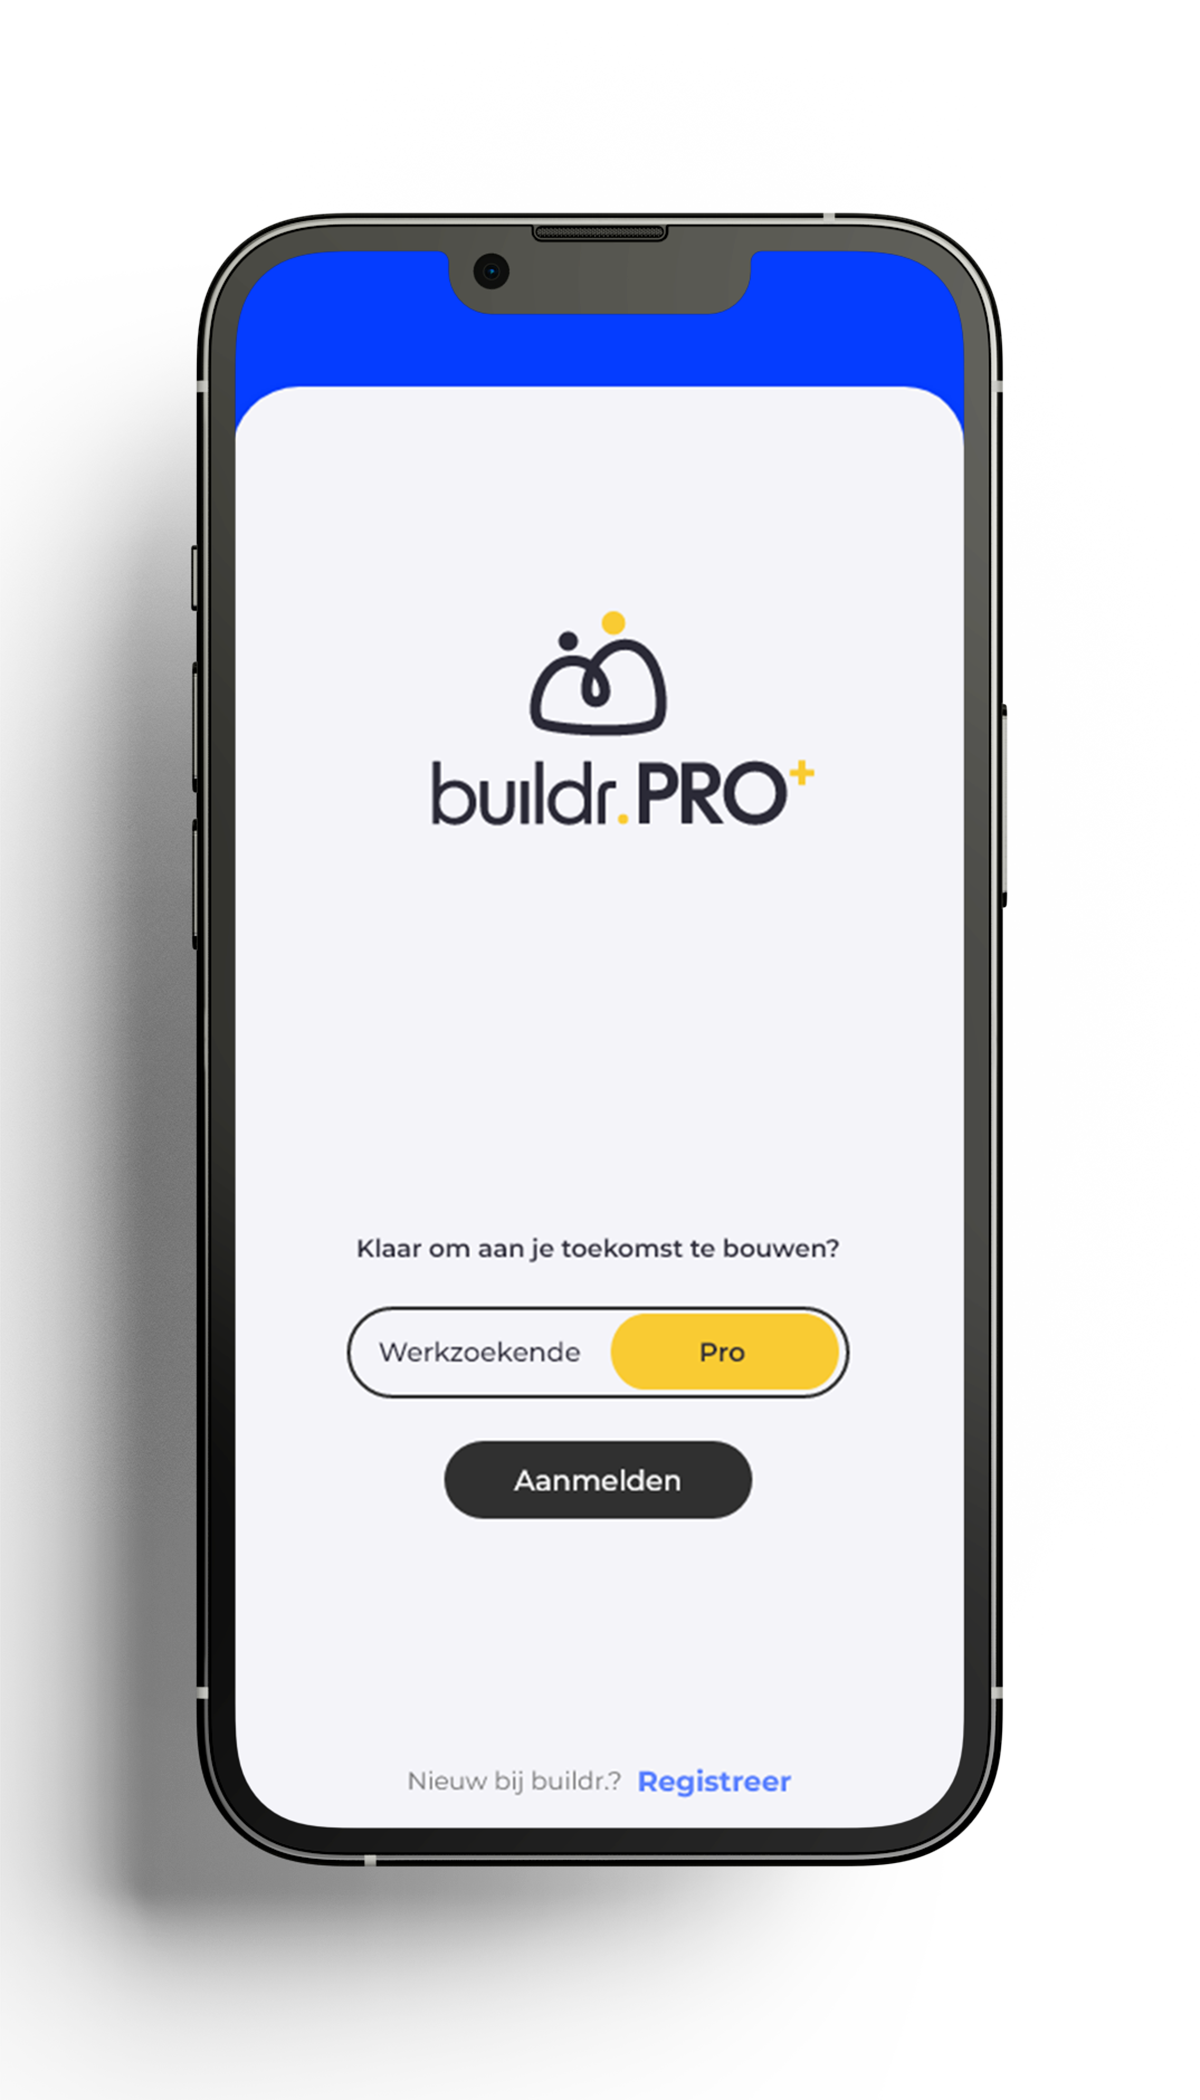 buildr.PRO+
Klaar om aan je toekomst te bouwen?
Werkzoekende Pro
Aanmelden
Nieuw bij buildr.? Registreer